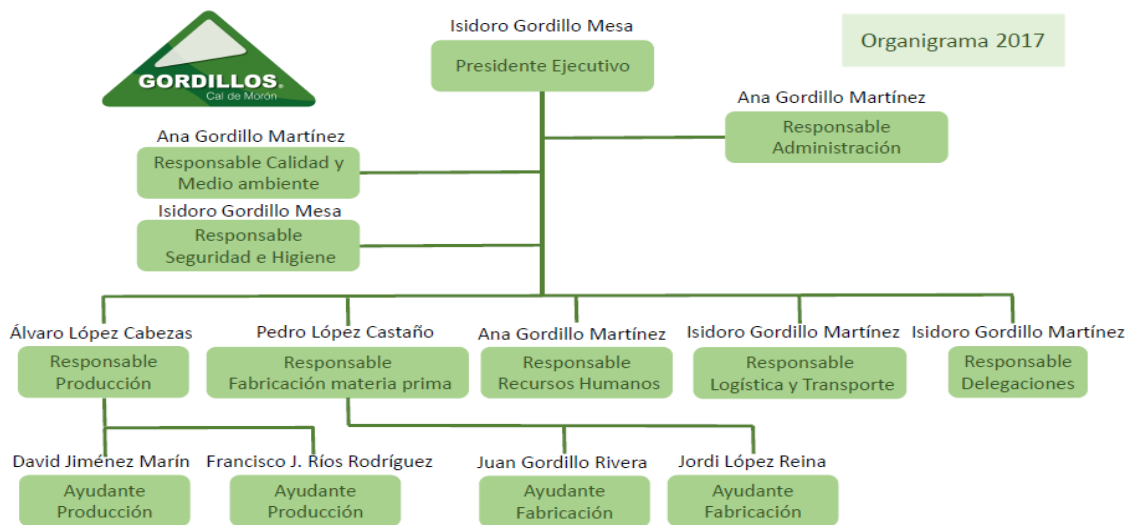 Isidoro Gordillo Mesa
Presidente Ejecutivo
Organigrama 2017
GORDILLOS®
Cal de Morón
Ana Gordillo Martínez
Responsable
Administración
Ana Gordillo Martínez
Responsable Calidad y
Medio ambiente
Isidoro Gordillo Mesa
Responsable
Seguridad e Higiene
Álvaro López Cabezas
Responsable
Producción
Pedro López Castaño
Responsable
Fabricación materia prima
Ana Gordillo Martínez
Responsable
Recursos Humanos
Isidoro Gordillo Martínez
Responsable
Logística y Transporte
Isidoro Gordillo Martínez
Responsable
Delegaciones
David Jiménez Marín
Ayudante
Producción
Francisco J. Ríos Rodríguez
Ayudante
Producción
Juan Gordillo Rivera
Ayudante
Fabricación
Jordi López Reina
Ayudante
Fabricación